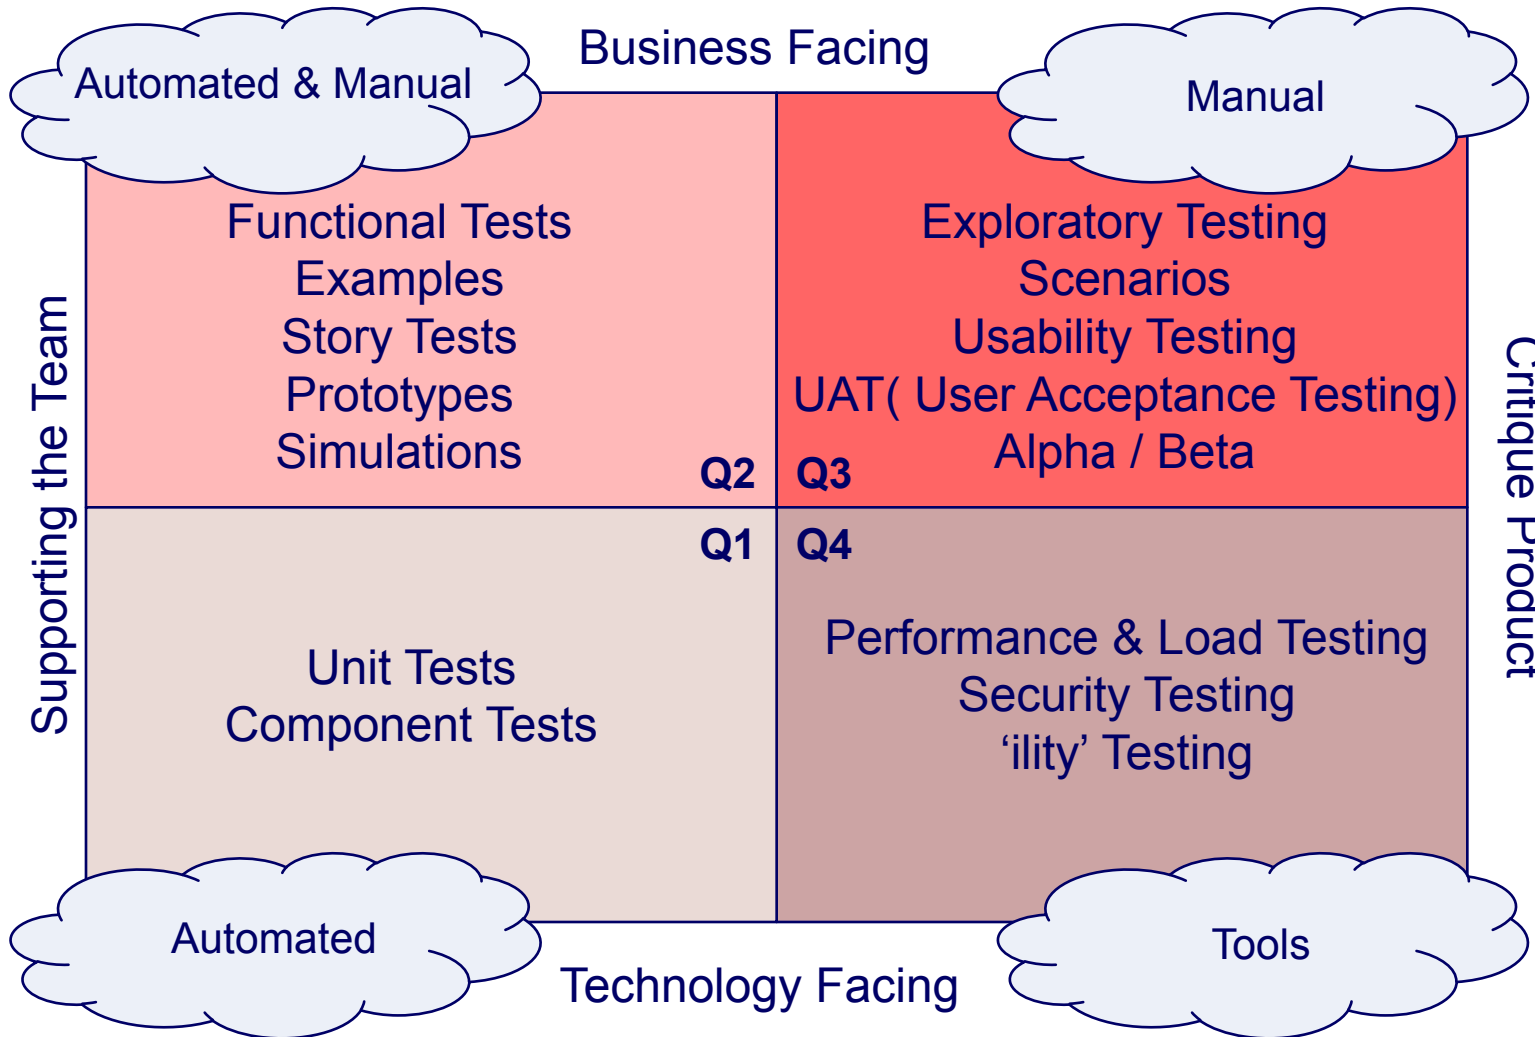 Business Facing
Automated & Manual
Manual
Supporting the Team
Functional Tests
Examples
Story Tests
Prototypes
Simulations
Q2
Exploratory Testing
Scenarios
Usability Testing
UAT( User Acceptance Testing)
Alpha / Beta
Q3
Critique Product
Q1
Unit Tests
Component Tests
Q4
Performance & Load Testing
Security Testing
‘ility’ Testing
Automated
Tools
Technology Facing